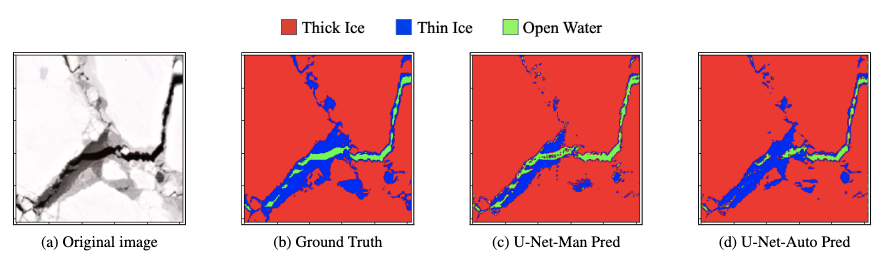 Thick Ice Thin Ice Open Water
(a) Original image (b) Ground Truth (c) U-Net-Man Pred (d) U-Net-Auto Pred